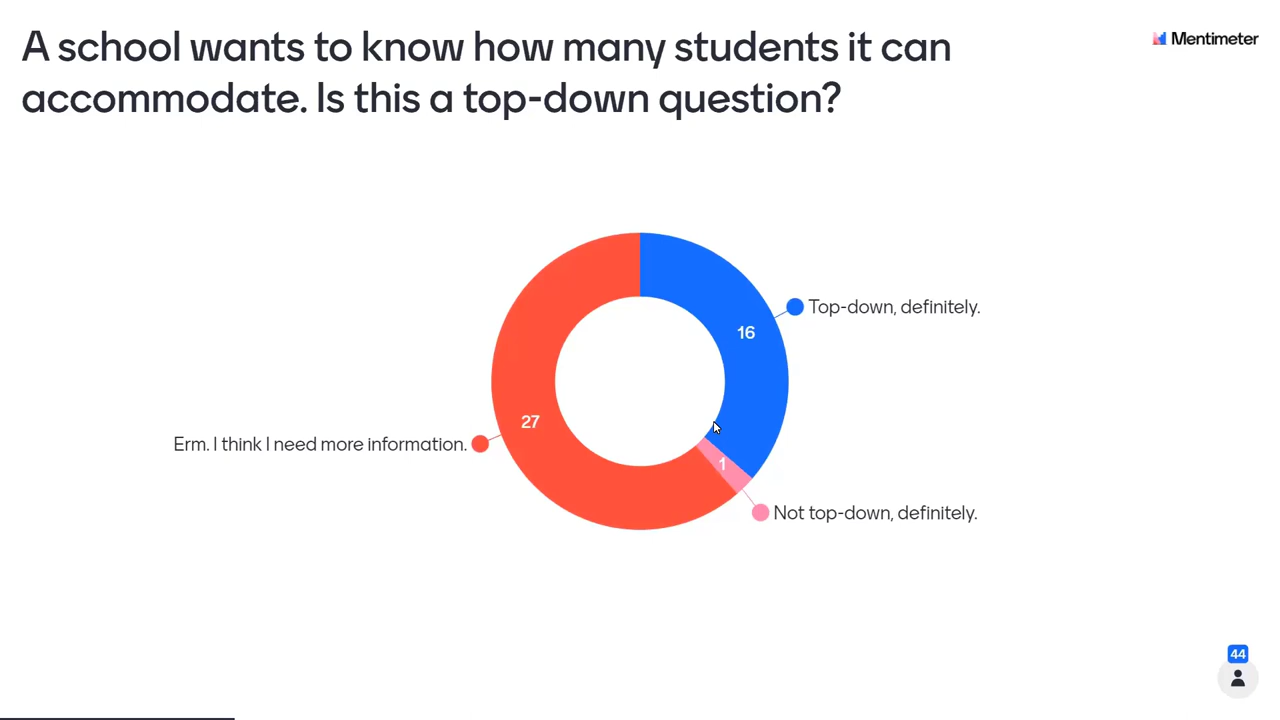 A school wants to know how many students it can
accommodate. Is this a top-down question?
Mentimeter
Top-down, definitely.
16
27
Erm. I think I need more information.
1
Not top-down, definitely.
44